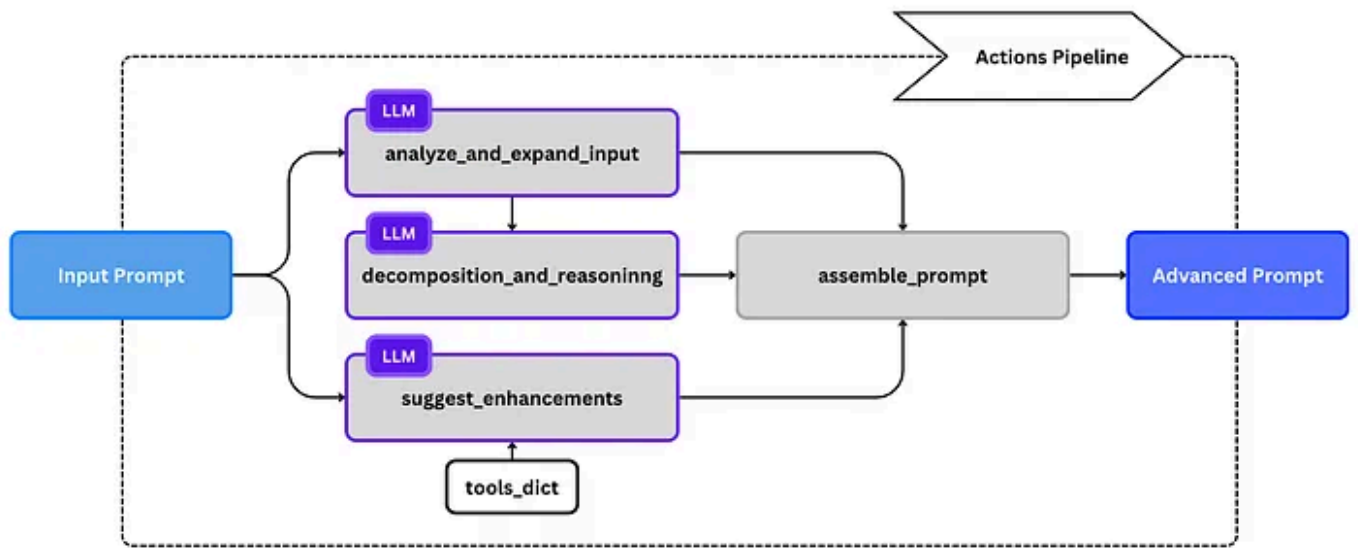 Actions Pipeline
LLM
analyze_and_expand_input
LLM
Input Prompt
decomposition_and_reasoninng
assemble_prompt
Advanced Prompt
LLM
suggest_enhancements
tools_dict